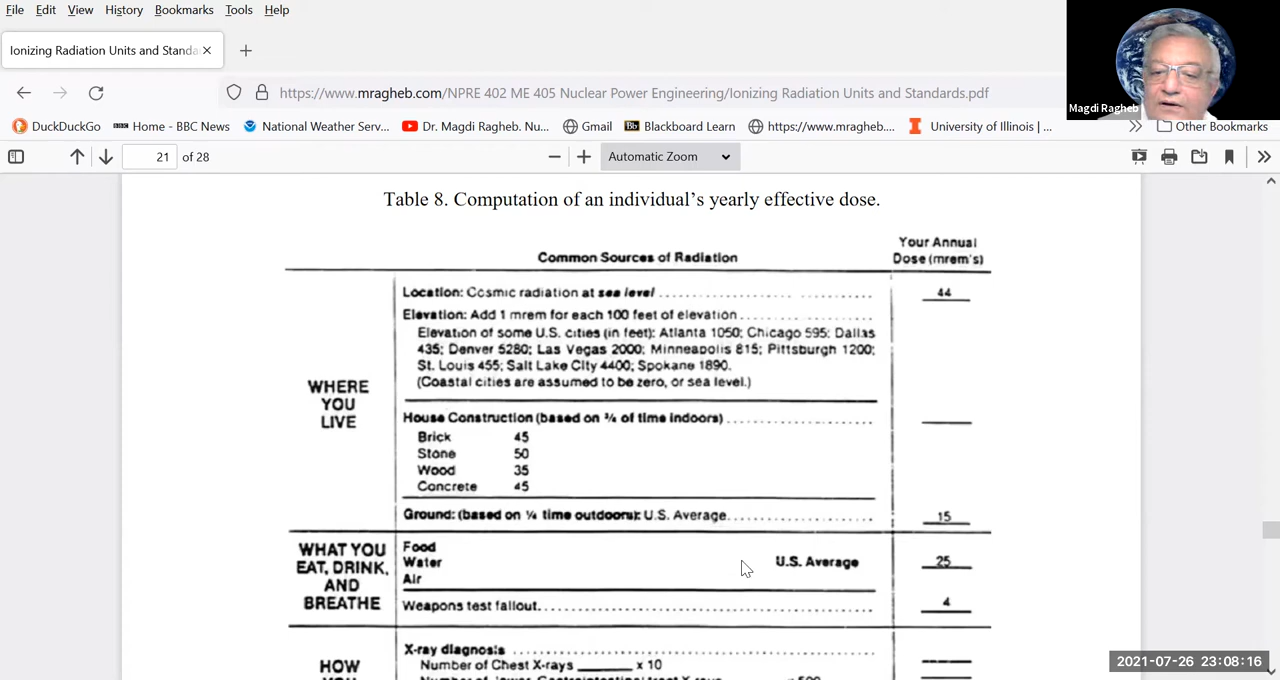 File Edit View History Bookmarks Tools Help
Ionizing Radiation Units and Standa
https://www.mragheb.com/NPRE 402 ME 405 Nuclear Power Engineering/Ionizing Radiation Units and Standards.pdf
Magdi Ragheb
DuckDuckGo BBC Home - BBC News National Weather Serv... Dr. Magdi Ragheb. Nu... Gmail Bb Blackboard Learn https://www.mragheb.... I University of Illinois |... Other Bookmarks
21 of 28 Automatic Zoom
Table 8. Computation of an individual's yearly effective dose.
Common Sources of Radiation
Your Annual
Dose (mrem's)
WHERE
YOU
LIVE
Location: Cosmic radiation at sea level 44
Elevation: Add 1 mrem for each 100 feet of elevation
Elevation of some U.S. cities (in feet): Atlanta 1050; Chicago 595; Dallas
435; Denver 5280; Las Vegas 2000; Minneapolis 815; Pittsburgh 1200;
St. Louis 455; Salt Lake City 4400; Spokane 1890.
(Coastal cities are assumed to be zero, or sea level.)
House Construction (based on ¾ of time indoors)
Brick 45
Stone 50
Wood 35
Concrete 45
Ground: (based on ¼ time outdoors): U.S. Average 15
WHAT YOU
EAT, DRINK,
AND
BREATHE
Food
Water U.S. Average 25
Air
Weapons test fallout 4
HOW
X-ray diagnosis
Number of Chest X-rays ______ x 10
2021-07-26 23:08:16